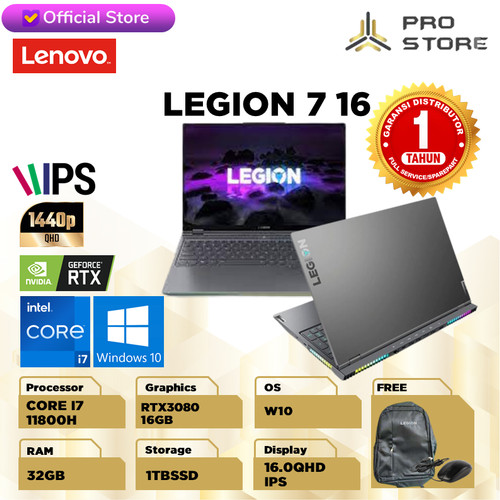 Official Store
PRO
STORE
Lenovo
LEGION 7 16
GARANSI DISTRIBUTOR
1
TAHUN
FULL SERVICE/SPAREPART
IPS
1440p
QHD
LEGION
LEGION
NVIDIA
GEFORCE
RTX
intel
CORE
i7
Windows 10
Processor
CORE I7
11800H
Graphics
RTX3080
16GB
OS
W10
FREE
LEGION
RAM
32GB
Storage
1TBSSD
Display
16.0QHD
IPS